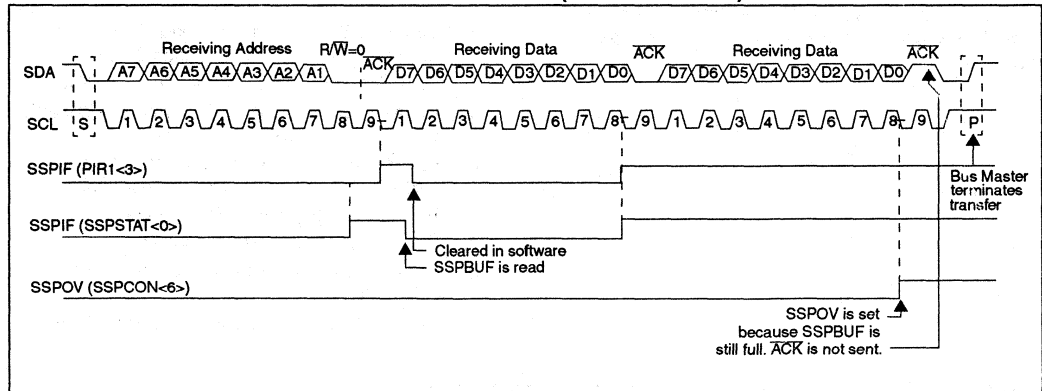 Receiving Address R/W=0 Receiving Data ACK Receiving Data ACK
ACK
SDA A7 A6 A5 A4 A3 A2 A1 D7 D6 D5 D4 D3 D2 D1 D0 D7 D6 D5 D4 D3 D2 D1 D0
SCL S 1 2 3 4 5 6 7 8 9 1 2 3 4 5 6 7 8 9 1 2 3 4 5 6 7 8 9 P
SSPIF (PIR1<3>)
Bus Master
terminates
transfer
SSPIF (SSPSTAT<0>)
Cleared in software
SSPBUF is read
SSPOV (SSPCON<6>)
SSPOV is set
because SSPBUF is
still full. ACK is not sent.